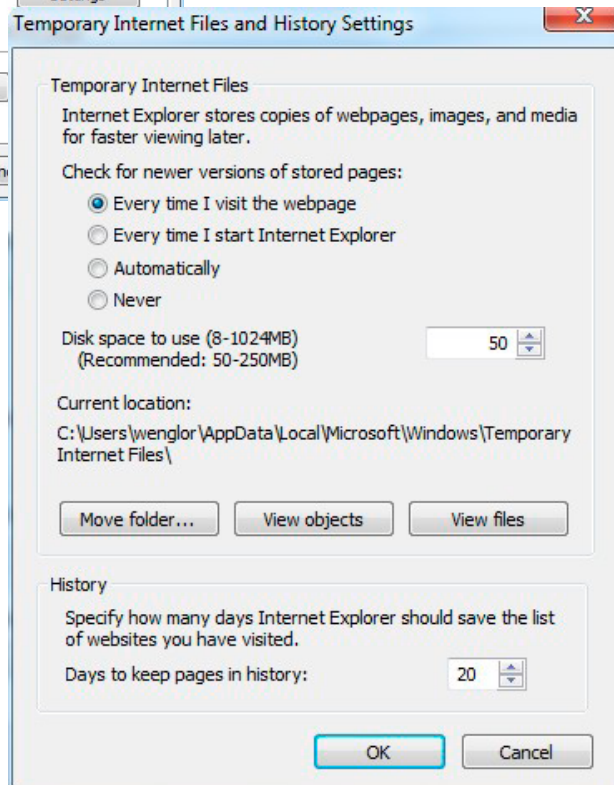 Temporary Internet Files and History Settings
Temporary Internet Files
Internet Explorer stores copies of webpages, images, and media
for faster viewing later.
Check for newer versions of stored pages:
Every time I visit the webpage
Every time I start Internet Explorer
Automatically
Never
Disk space to use (8-1024MB)
(Recommended: 50-250MB)
50
Current location:
C:\Users\wenglor\AppData\Local\Microsoft\Windows\Temporary
Internet Files\
Move folder... View objects View files
History
Specify how many days Internet Explorer should save the list
of websites you have visited.
Days to keep pages in history: 20
OK Cancel